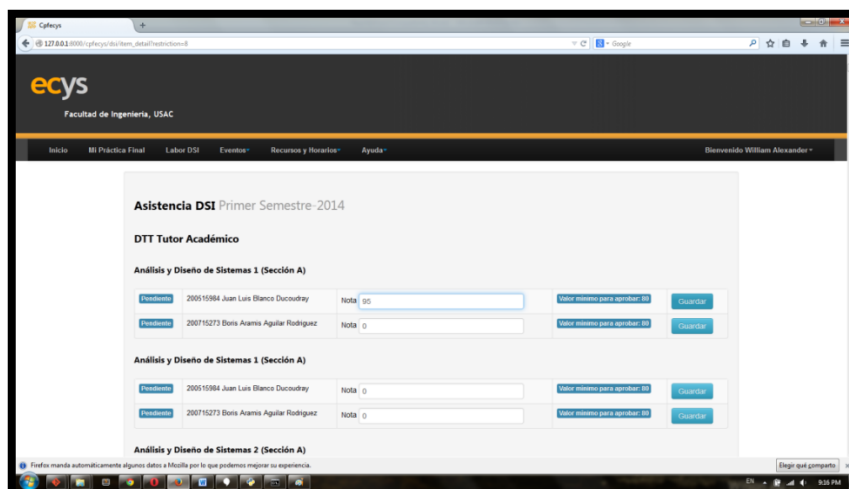 Cpfecys
127.0.0.1:8000/cpfecys/dsi/item_detail?restriction=8
Google
ecys
Facultad de Ingeniería, USAC
Inicio Mi Práctica Final Labor DSI Eventos Recursos y Horarios Ayuda Bienvenido William Alexander
Asistencia DSI Primer Semestre-2014
DTT Tutor Académico
Análisis y Diseño de Sistemas 1 (Sección A)
Pendiente 200515984 Juan Luis Blanco Ducoudray Nota 95 Valor mínimo para aprobar: 80 Guardar
Pendiente 200715273 Boris Aramis Aguilar Rodríguez Nota 0 Valor mínimo para aprobar: 80 Guardar
Análisis y Diseño de Sistemas 1 (Sección A)
Pendiente 200515984 Juan Luis Blanco Ducoudray Nota 0 Valor mínimo para aprobar: 80 Guardar
Pendiente 200715273 Boris Aramis Aguilar Rodríguez Nota 0 Valor mínimo para aprobar: 80 Guardar
Análisis y Diseño de Sistemas 2 (Sección A)
Firefox manda automáticamente algunos datos a Mozilla por lo que podemos mejorar su experiencia. Elegir qué comparto
EN 9:16 PM